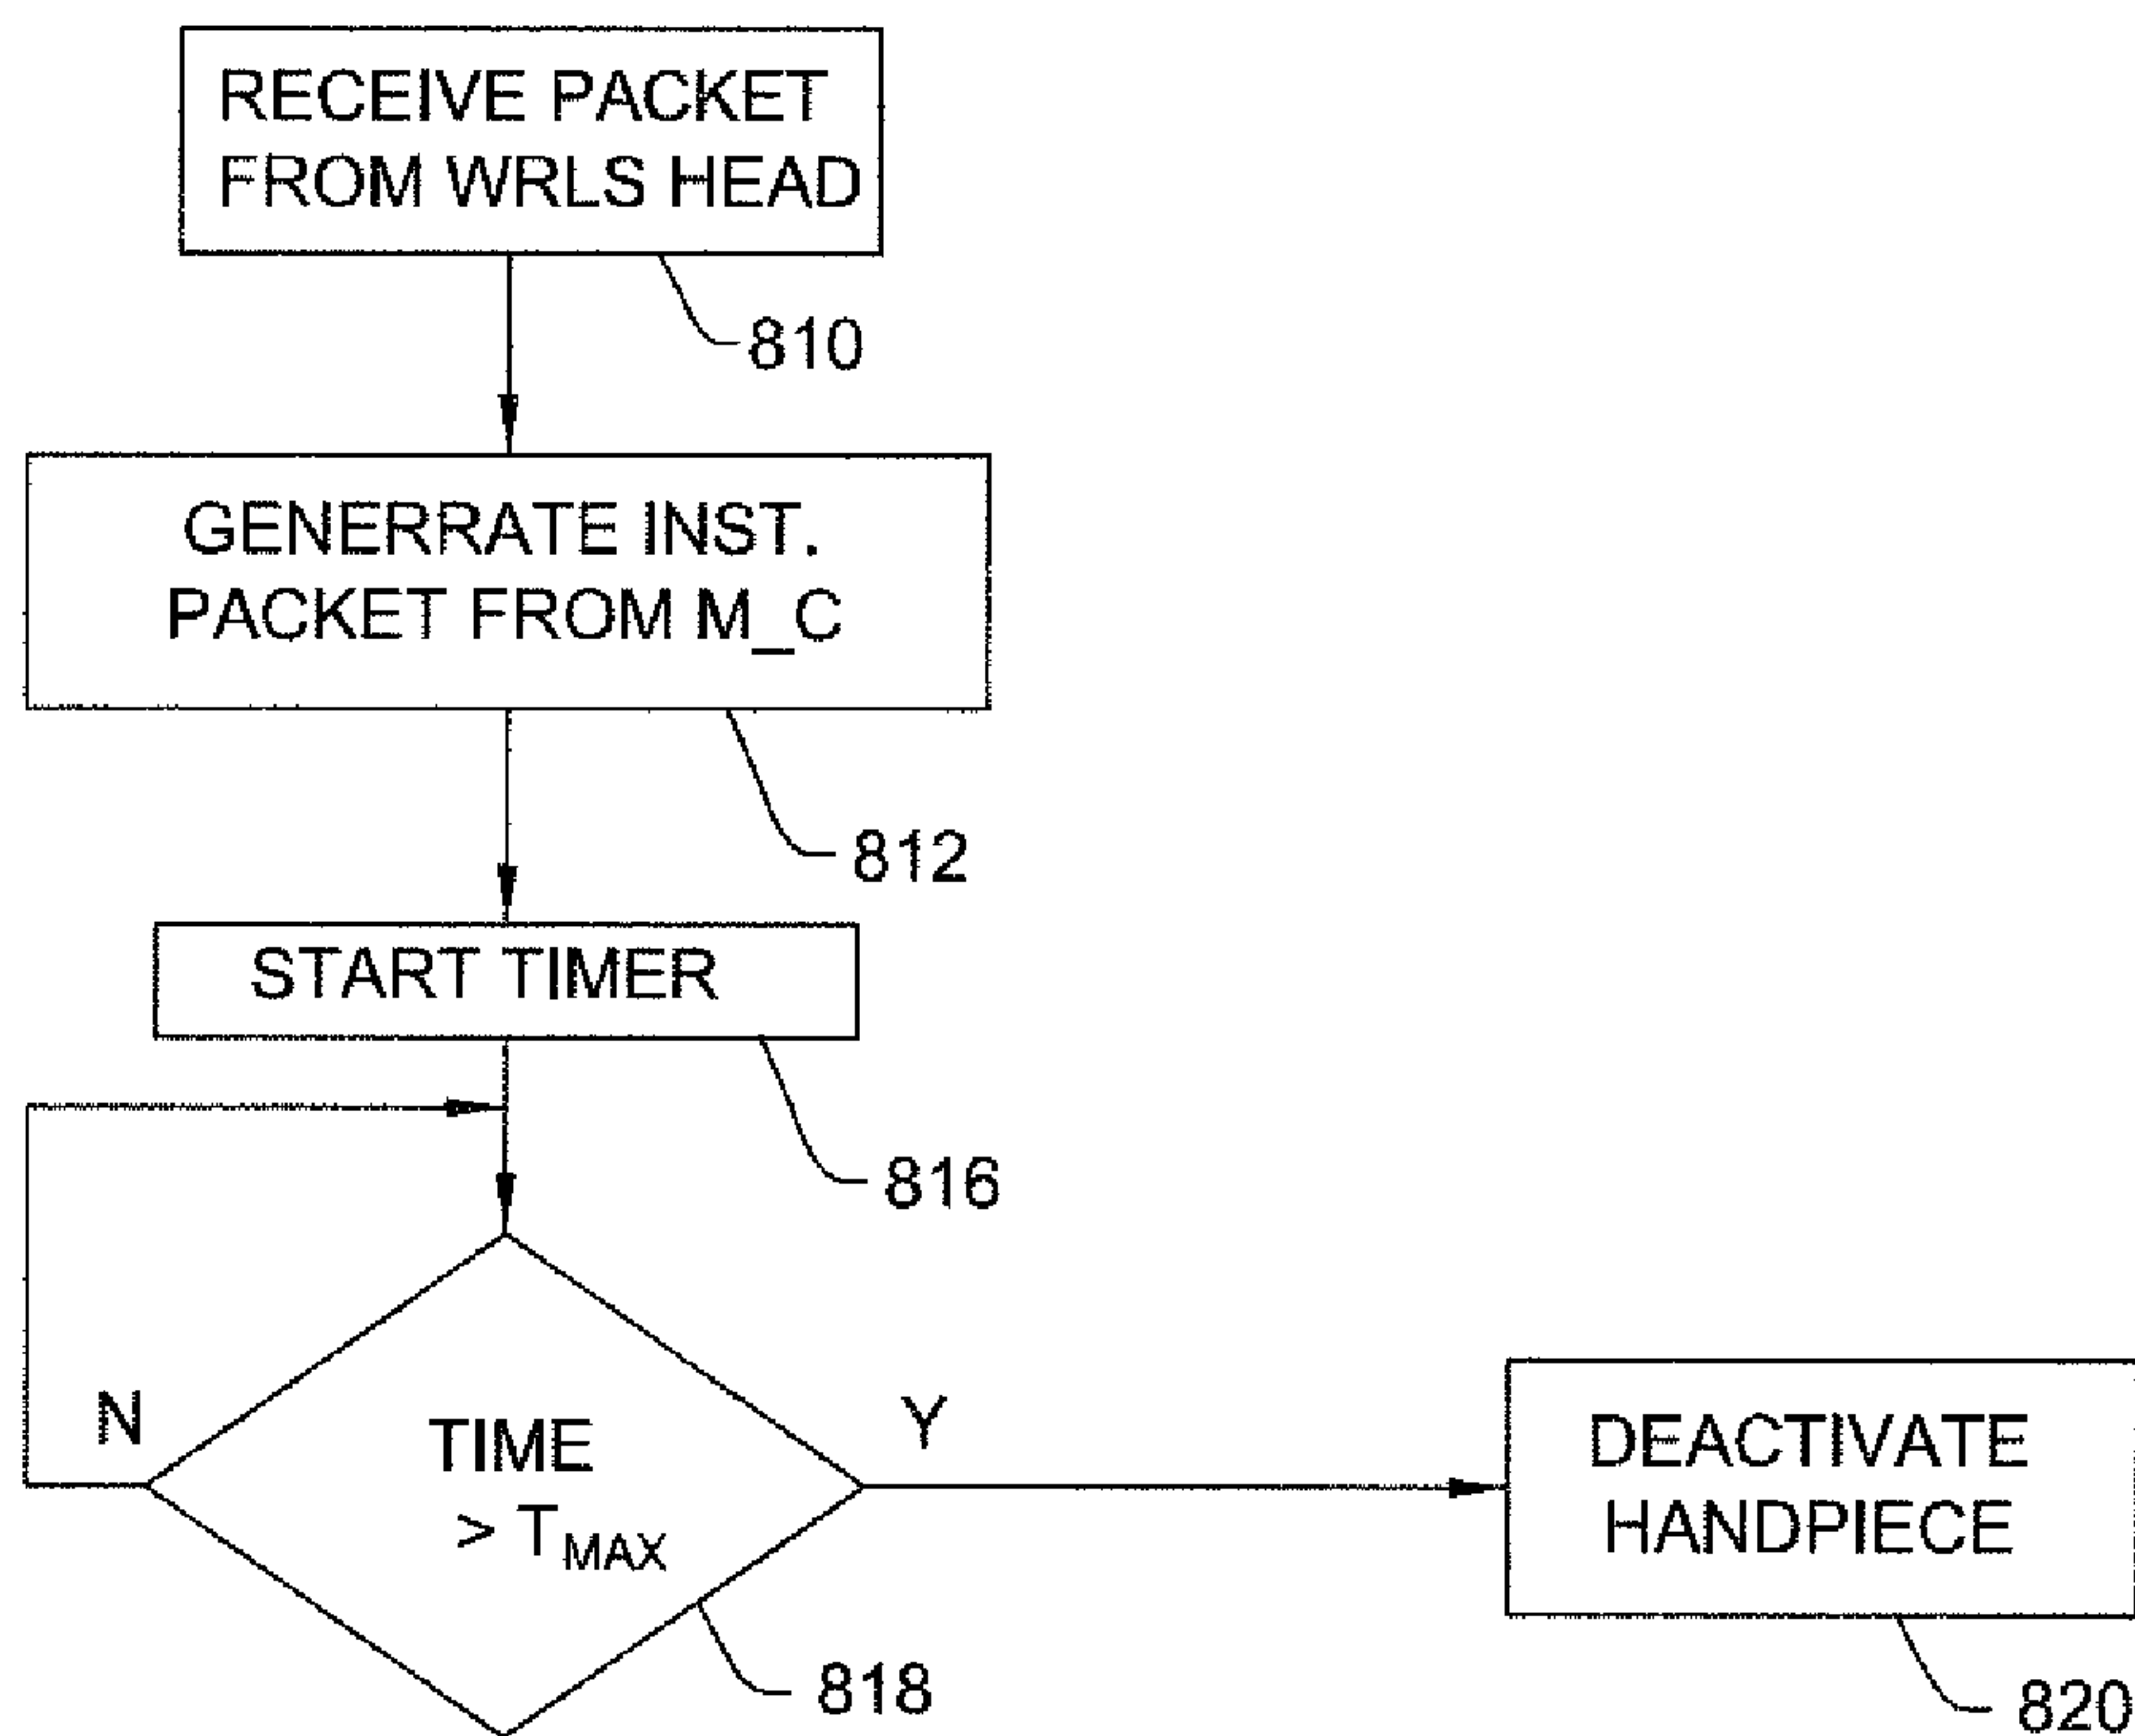 RECEIVE PACKET
FROM WRLS HEAD
810
GENERRATE INST.
PACKET FROM M_C
812
START TIMER
816
N
TIME
> TMAX
Y
818
DEACTIVATE
HANDPIECE
820